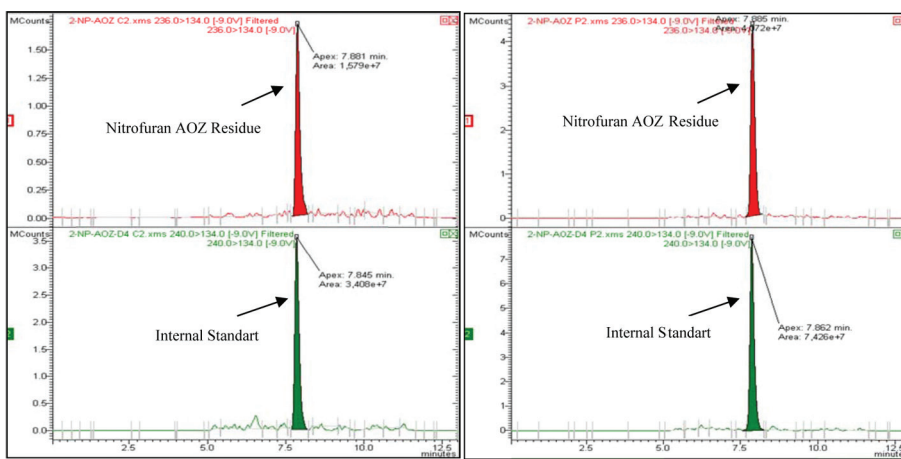 MCounts 2-NP-AOZ C2.xms 236.0>134.0 [-9.0V] Filtered
236.0>134.0 [-9.0V]
Apex: 7.881 min.
Area: 1,579e+7
Nitrofuran AOZ Residue
1.50
1.25
1.00
0.75
0.50
0.25
0.00
MCounts 2-NP-AOZ P2.xms 236.0>134.0 [-9.0V] Filtered
236.0>134.0 [-9.0V]
Apex: 7.885 min.
Nitrofuran AOZ Residue
4
3
2
1
0
MCounts 2-NP-AOZ-D4 C2.xms 240.0>134.0 [-9.0V] Filtered
240.0>134.0 [-9.0V]
Apex: 7.845 min.
Area: 3,408e+7
Internal Standart
3.5
3.0
2.5
2.0
1.5
1.0
0.5
0.0
2.5 5.0 7.5 10.0 12.5
minutes
MCounts 2-NP-AOZ-D4 P2.xms 240.0>134.0 [-9.0V] Filtered
240.0>134.0 [-9.0V]
Apex: 7.862 min.
Area: 7,426e+7
Internal Standart
7
6
5
4
3
2
1
0
2.5 5.0 7.5 10.0 12.5
minutes